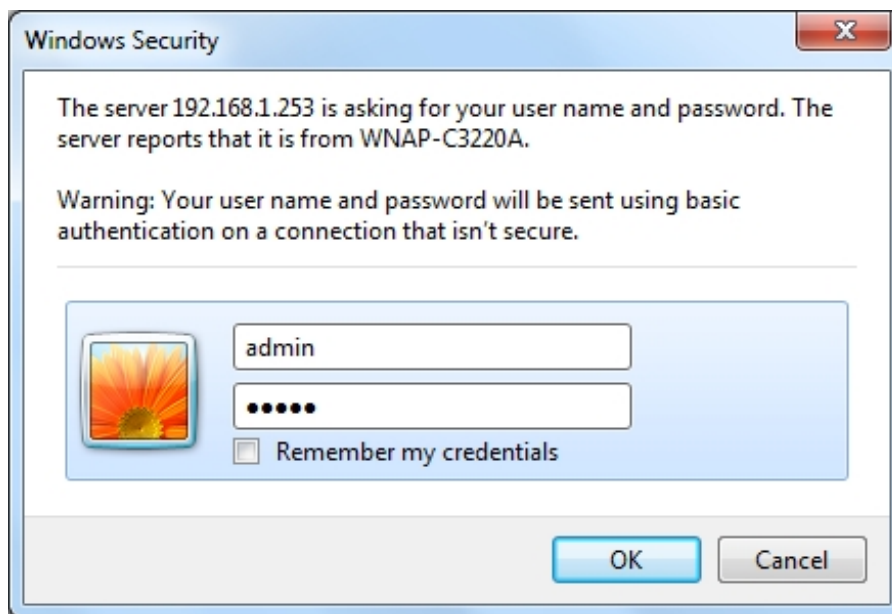 Windows Security
The server 192.168.1.253 is asking for your user name and password. The
server reports that it is from WNAP-C3220A.
Warning: Your user name and password will be sent using basic
authentication on a connection that isn't secure.
admin
●●●●●
Remember my credentials
OK
Cancel